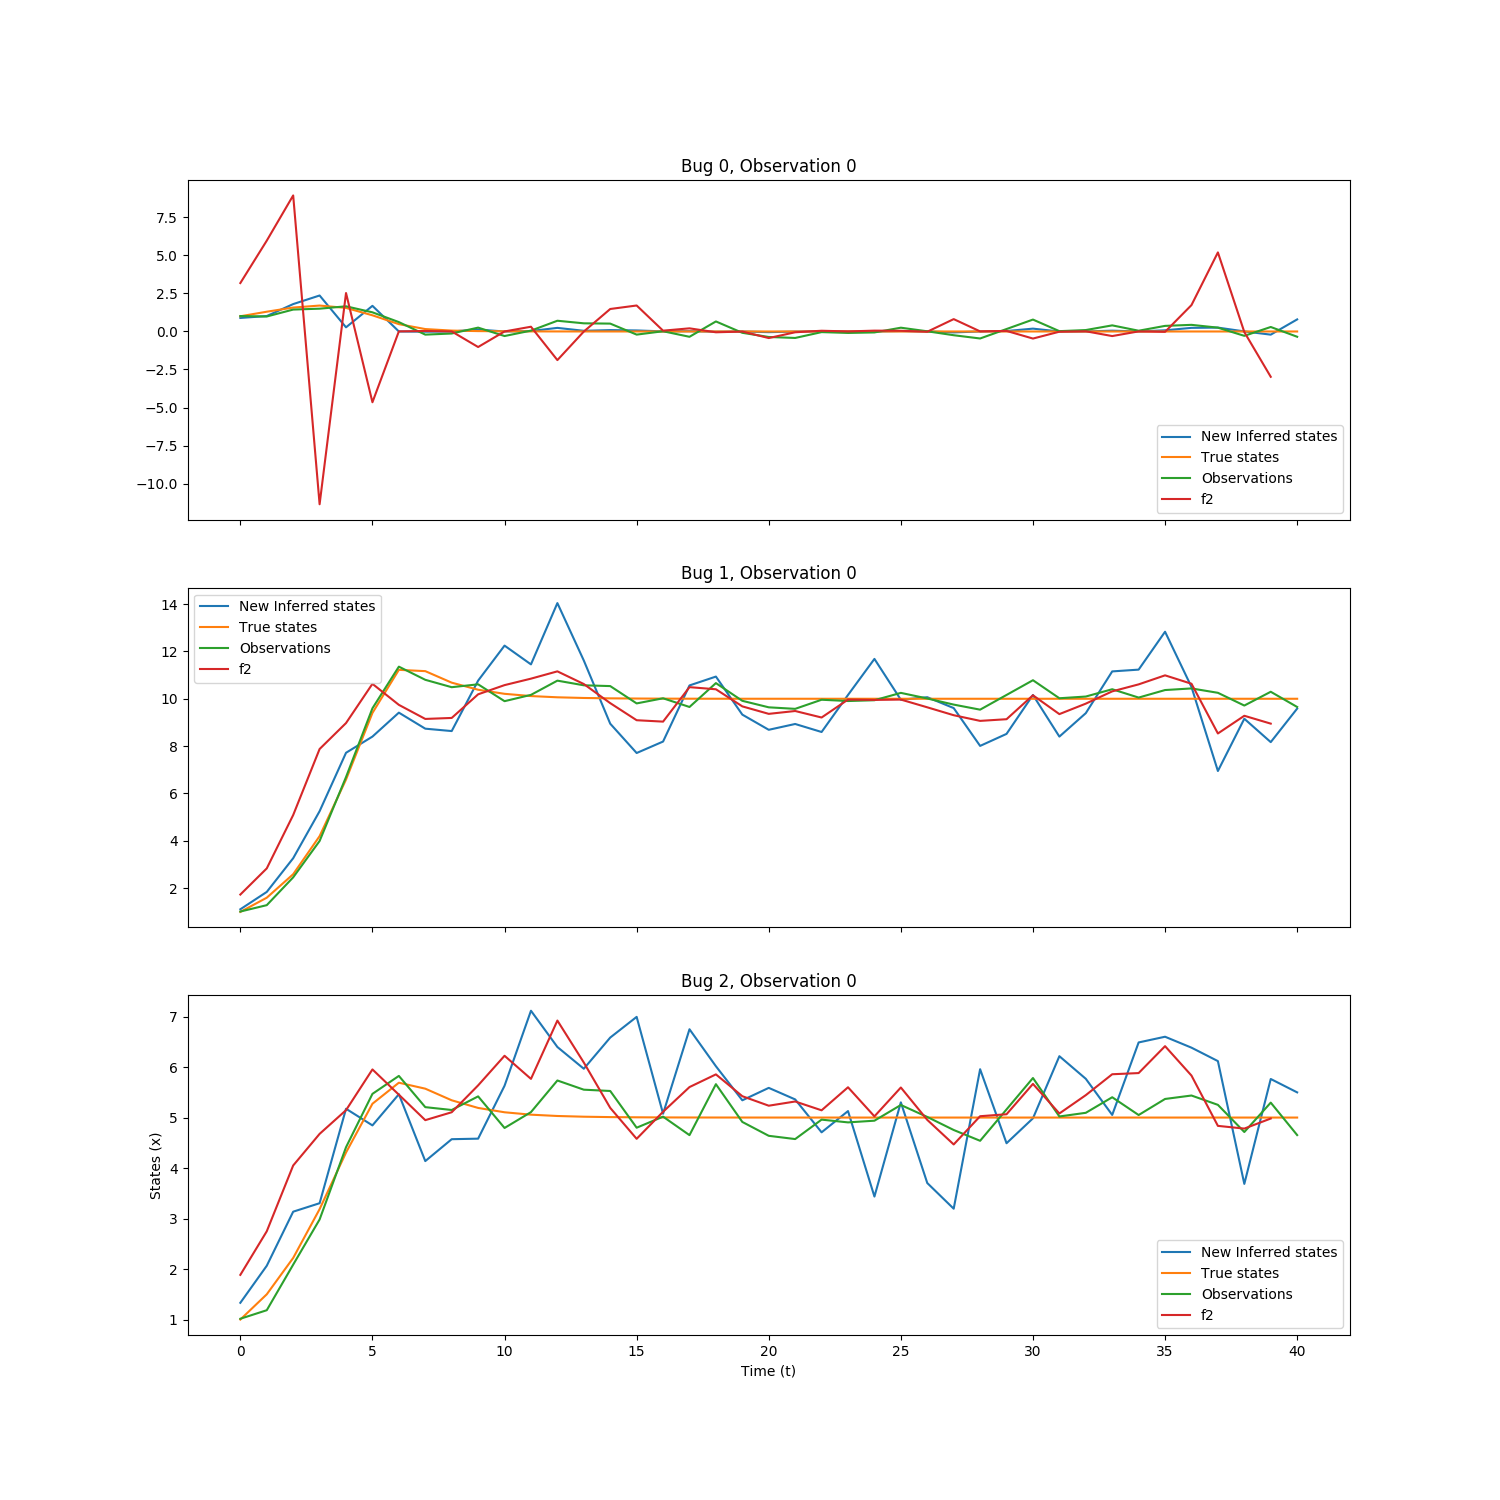 Bug 0, Observation 0
7.5
5.0
2.5
0.0
−2.5
−5.0
−7.5
−10.0
New Inferred states
True states
Observations
f2
Bug 1, Observation 0
14
12
10
8
6
4
2
New Inferred states
True states
Observations
f2
Bug 2, Observation 0
7
6
5
4
3
2
1
States (x)
New Inferred states
True states
Observations
f2
0 5 10 15 20 25 30 35 40
Time (t)